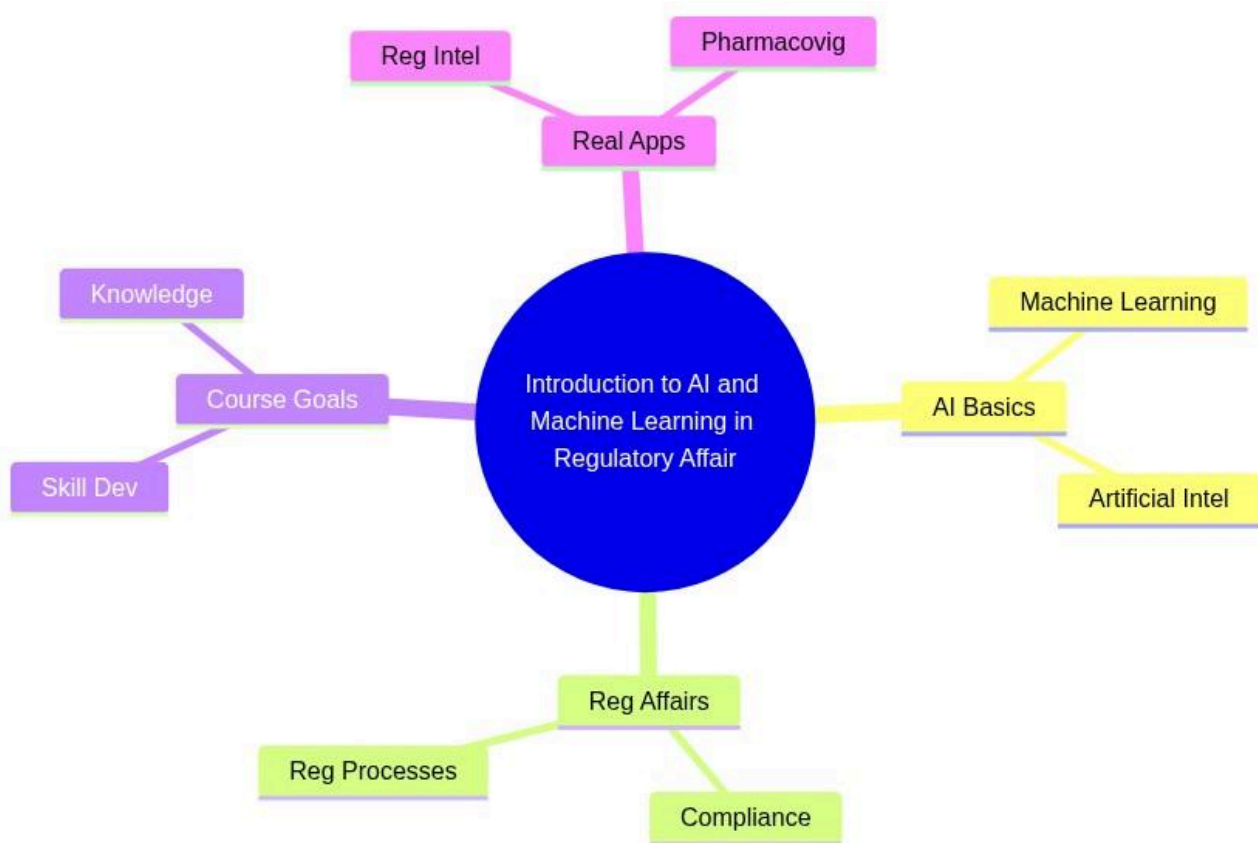 Reg Intel
Pharmacovig
Real Apps
Knowledge
Course Goals
Skill Dev
Introduction to AI and
Machine Learning in
Regulatory Affair
Machine Learning
AI Basics
Artificial Intel
Reg Affairs
Reg Processes
Compliance